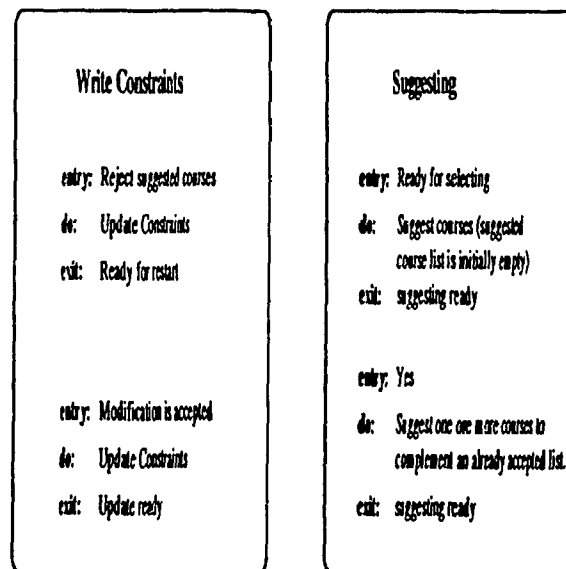 Write Constraints
entry: Reject suggested courses
do: Update Constraints
exit: Ready for restart
entry: Modification is accepted
do: Update Constraints
exit: Update ready
Suggesting
entry: Ready for selecting
do: Suggest courses (suggested
course list is initially empty)
exit: suggesting ready
entry: Yes
do: Suggest one ore more courses to
complement an already accepted list.
exit: suggesting ready